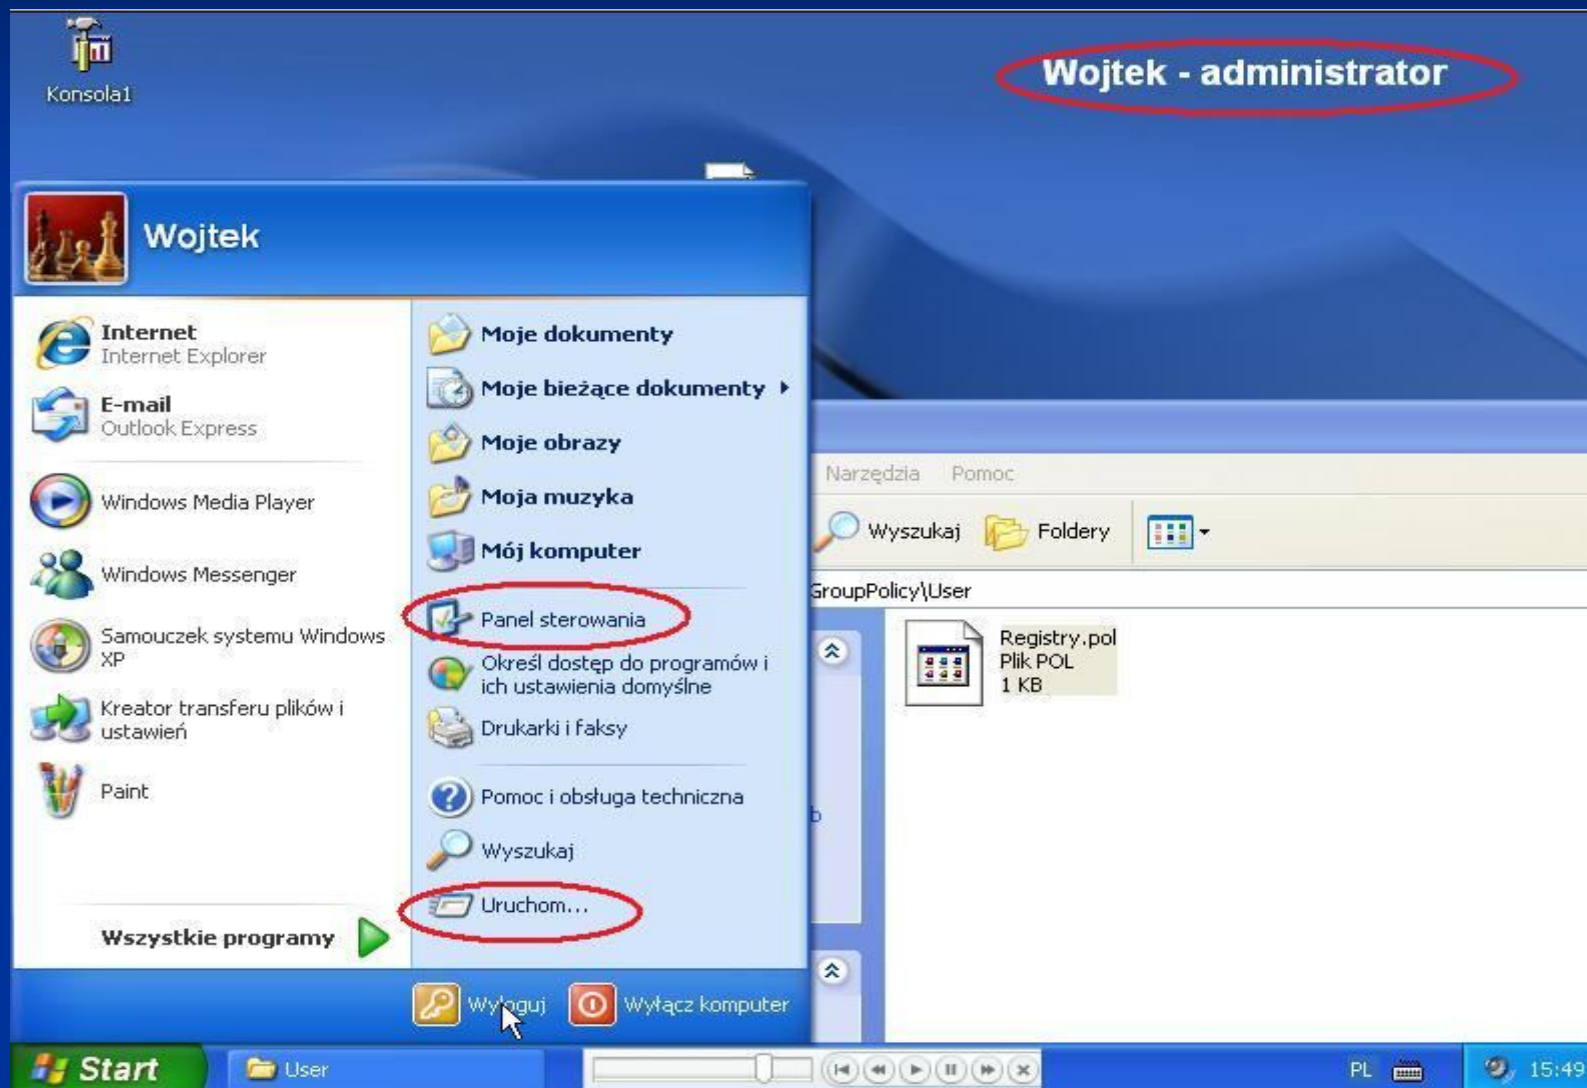 Konsola1
Wojtek - administrator
Wojtek
Internet
Internet Explorer
E-mail
Outlook Express
Windows Media Player
Windows Messenger
Samouczek systemu Windows
XP
Kreator transferu plików i
ustawień
Paint
Wszystkie programy
Moje dokumenty
Moje bieżące dokumenty
Moje obrazy
Moja muzyka
Mój komputer
Panel sterowania
Określ dostęp do programów i
ich ustawienia domyślne
Drukarki i faksy
Pomoc i obsługa techniczna
Wyszukaj
Uruchom...
Wyloguj
Wyłącz komputer
Narzędzia Pomoc
Wyszukaj Foldery
GroupPolicy\User
Registry.pol
Plik POL
1 KB
b
Start
User
PL
15:49